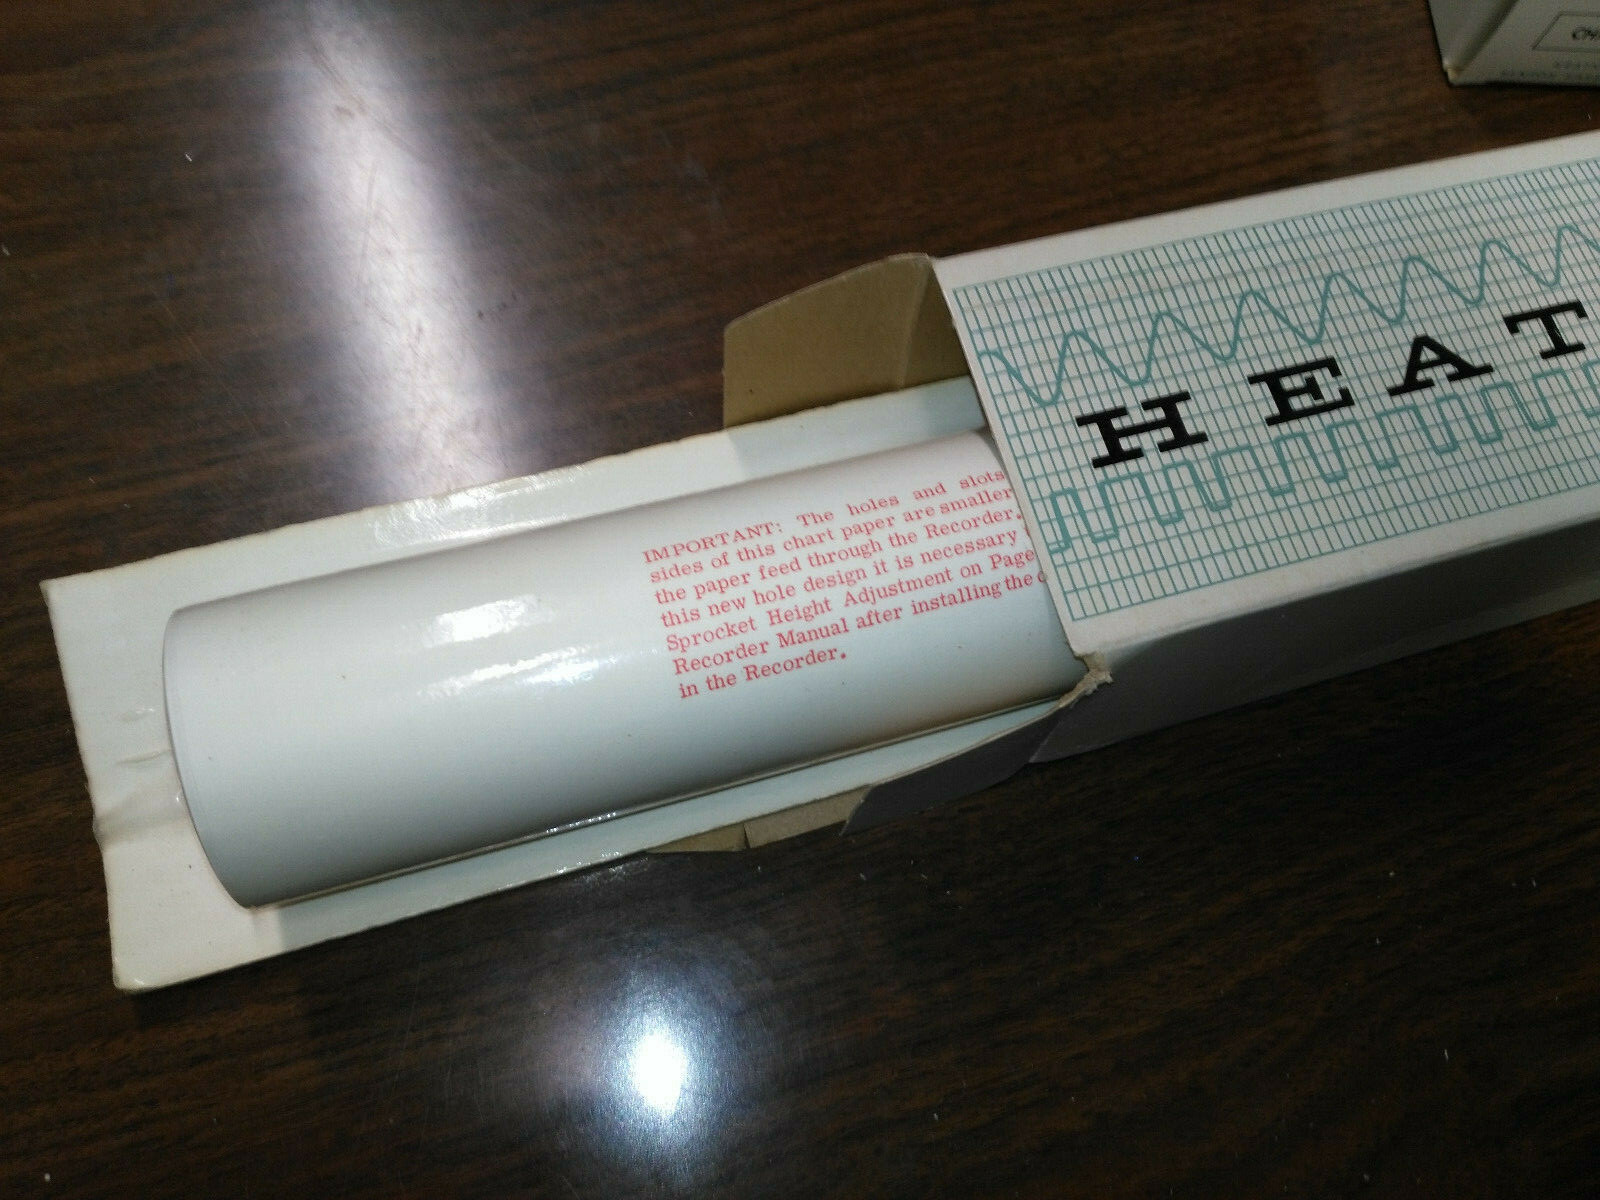 HEAT
IMPORTANT: The holes and slots
sides of this chart paper are smaller
the paper feed through the Recorder.
this new hole design it is necessary
Sprocket Height Adjustment on Page
Recorder Manual after installing the c
in the Recorder.